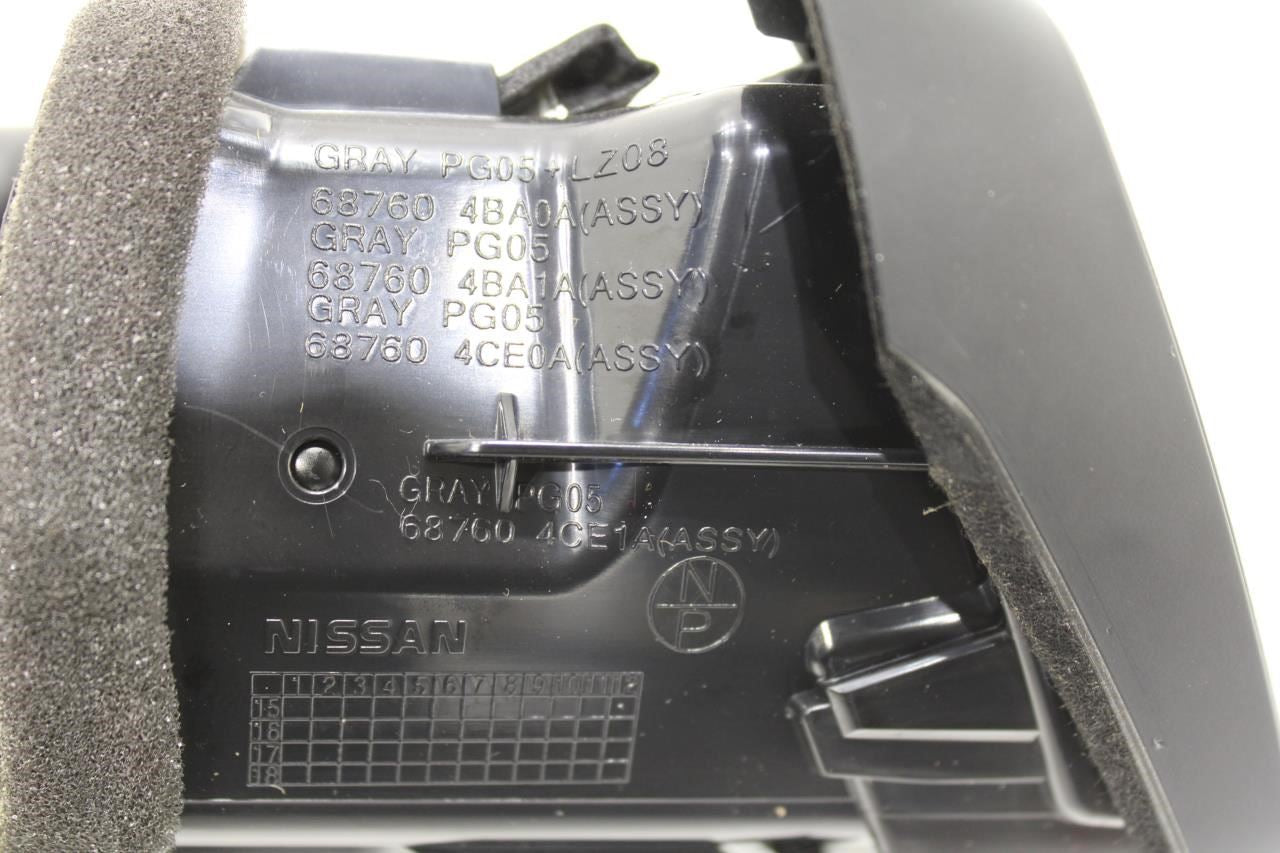 GRAY PG05+LZ08
68760 4BA0A(ASSY)
GRAY PG05
68760 4BA1A(ASSY)
GRAY PG05
68760 4CE0A(ASSY)
GRAY PG05
68760 4CE1A(ASSY)
N
P
NISSAN
1 2 3 4 5 6 7 8 9 10 11
15
16
17
18